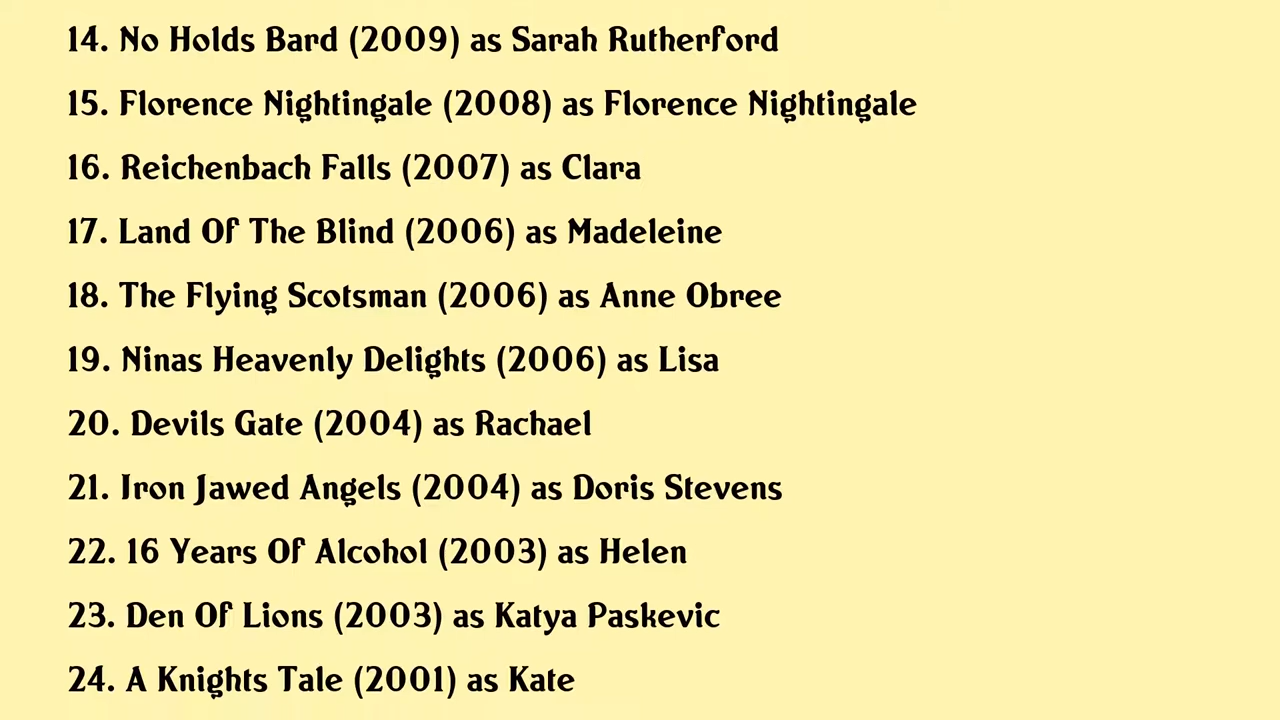 14. No Holds Bard (2009) as Sarah Rutherford
15. Florence Nightingale (2008) as Florence Nightingale
16. Reichenbach Falls (2007) as Clara
17. Land Of The Blind (2006) as Madeleine
18. The Flying Scotsman (2006) as Anne Obree
19. Ninas Heavenly Delights (2006) as Lisa
20. Devils Gate (2004) as Rachael
21. Iron Jawed Angels (2004) as Doris Stevens
22. 16 Years Of Alcohol (2003) as Helen
23. Den Of Lions (2003) as Katya Paskevic
24. A Knights Tale (2001) as Kate